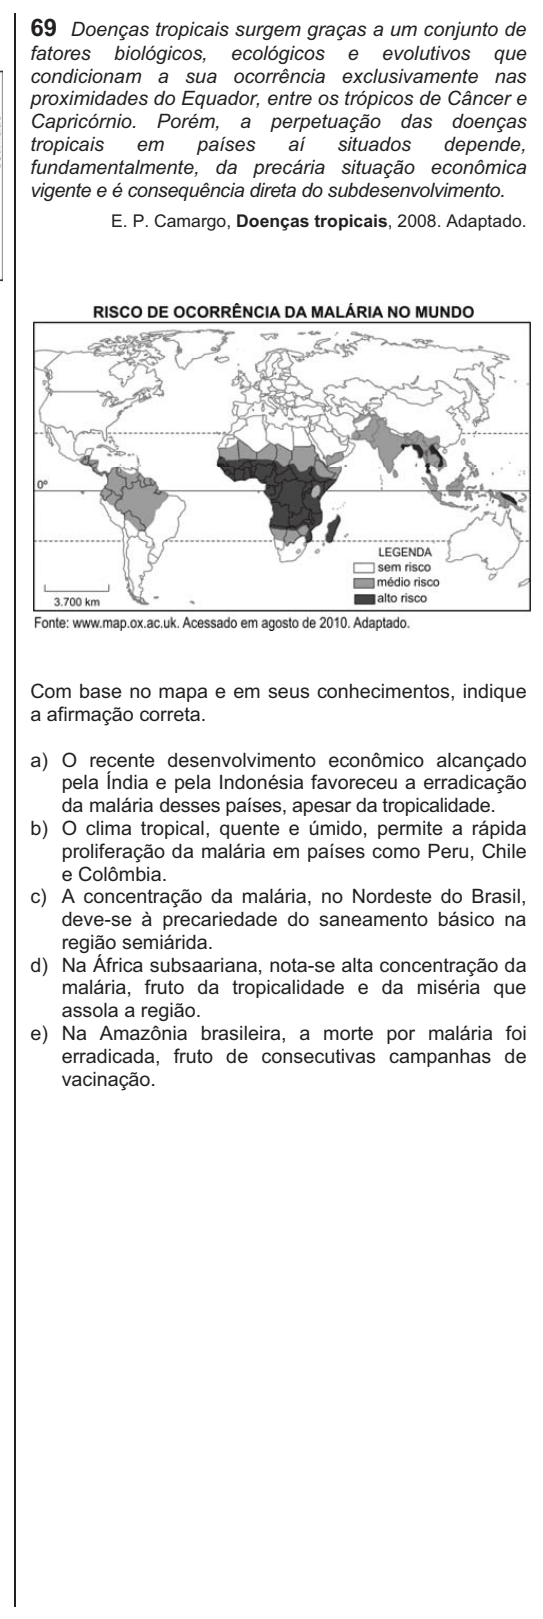 69 Doenças tropicais surgem graças a um conjunto de
fatores biológicos, ecológicos e evolutivos que
condicionam a sua ocorrência exclusivamente nas
proximidades do Equador, entre os trópicos de Câncer e
Capricórnio. Porém, a perpetuação das doenças
tropicais em países aí situados depende,
fundamentalmente, da precária situação econômica
vigente e é consequência direta do subdesenvolvimento.
E. P. Camargo, Doenças tropicais, 2008. Adaptado.
RISCO DE OCORRÊNCIA DA MALÁRIA NO MUNDO
0º
LEGENDA
sem risco
médio risco
alto risco
3.700 km
Fonte: www.map.ox.ac.uk. Acessado em agosto de 2010. Adaptado.
Com base no mapa e em seus conhecimentos, indique
a afirmação correta.
a) O recente desenvolvimento econômico alcançado
pela Índia e pela Indonésia favoreceu a erradicação
da malária desses países, apesar da tropicalidade.
b) O clima tropical, quente e úmido, permite a rápida
proliferação da malária em países como Peru, Chile
e Colômbia.
c) A concentração da malária, no Nordeste do Brasil,
deve-se à precariedade do saneamento básico na
região semiárida.
d) Na África subsaariana, nota-se alta concentração da
malária, fruto da tropicalidade e da miséria que
assola a região.
e) Na Amazônia brasileira, a morte por malária foi
erradicada, fruto de consecutivas campanhas de
vacinação.